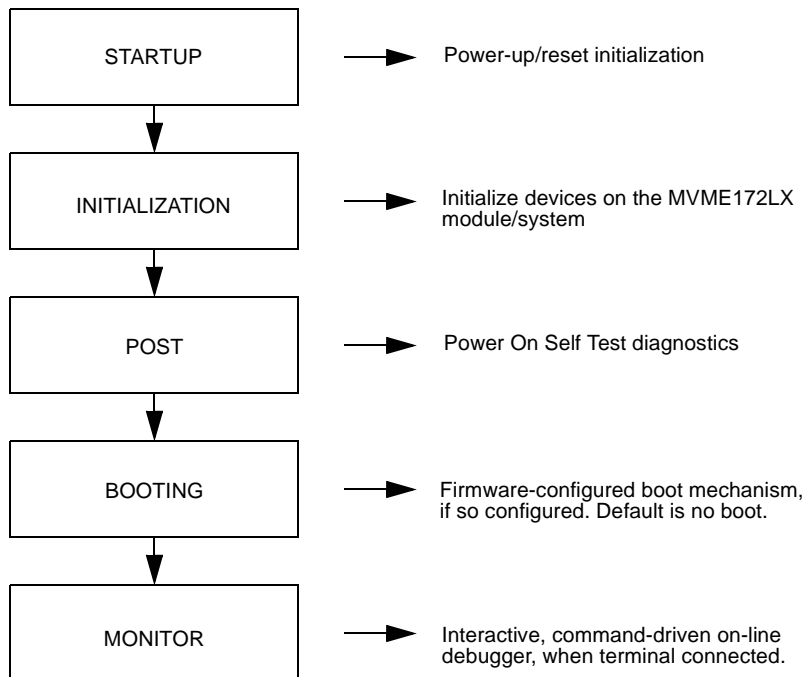 STARTUP
Power-up/reset initialization
INITIALIZATION
Initialize devices on the MVME172LX
module/system
POST
Power On Self Test diagnostics
BOOTING
Firmware-configured boot mechanism,
if so configured. Default is no boot.
MONITOR
Interactive, command-driven on-line
debugger, when terminal connected.